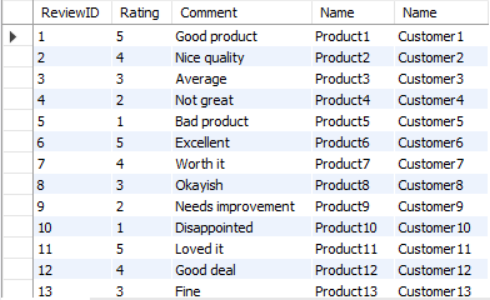 ReviewID Rating Comment Name Name
1 5 Good product Product1 Customer1
2 4 Nice quality Product2 Customer2
3 3 Average Product3 Customer3
4 2 Not great Product4 Customer4
5 1 Bad product Product5 Customer5
6 5 Excellent Product6 Customer6
7 4 Worth it Product7 Customer7
8 3 Okayish Product8 Customer8
9 2 Needs improvement Product9 Customer9
10 1 Disappointed Product10 Customer10
11 5 Loved it Product11 Customer11
12 4 Good deal Product12 Customer12
13 3 Fine Product13 Customer13